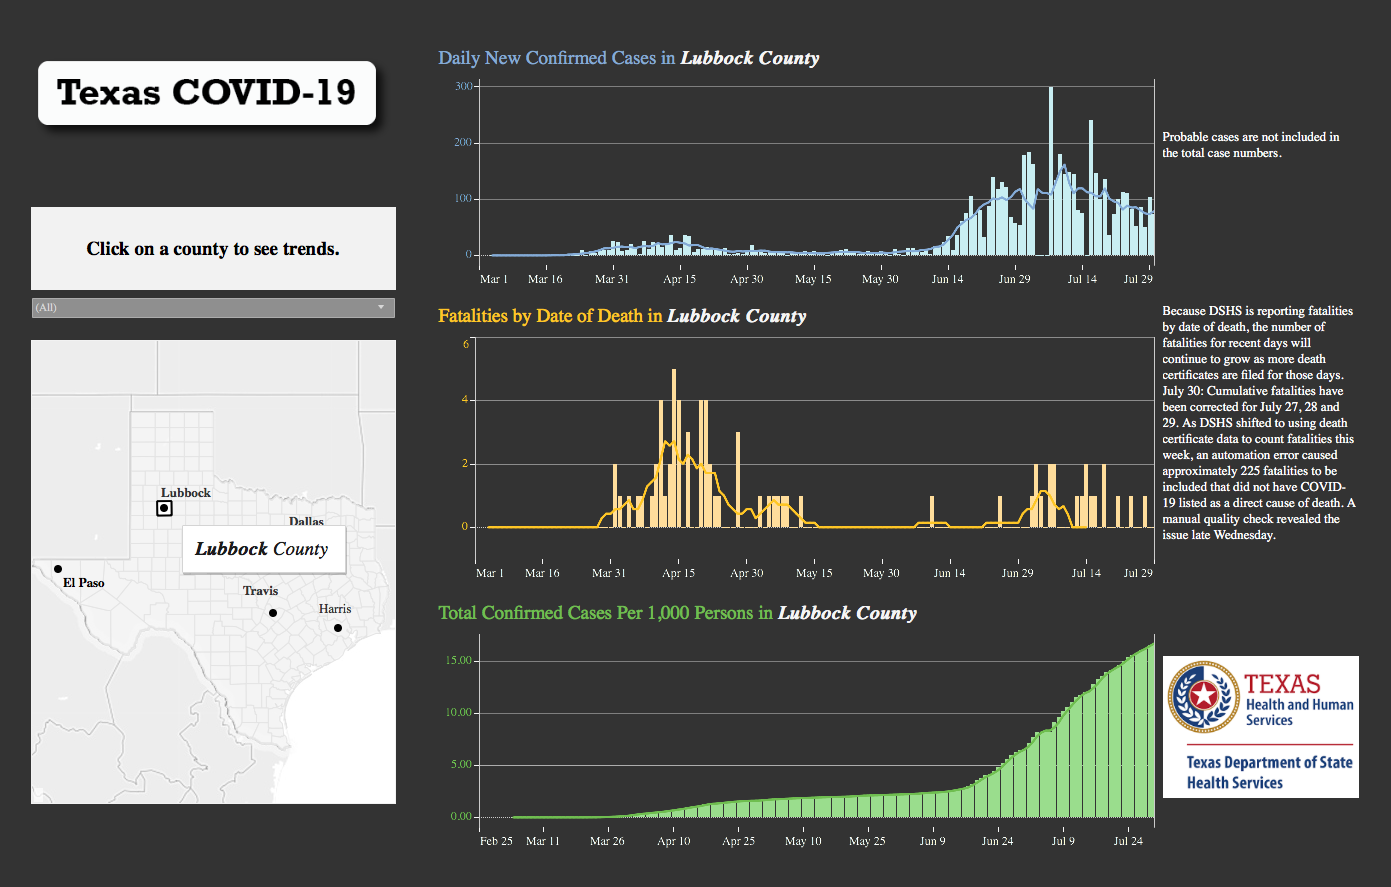 Texas COVID-19
Click on a county to see trends.
(All)
Lubbock
Dallas
Lubbock County
El Paso
Travis
Harris
Daily New Confirmed Cases in Lubbock County
300
200
100
0
Mar 1 Mar 16 Mar 31 Apr 15 Apr 30 May 15 May 30 Jun 14 Jun 29 Jul 14 Jul 29
Probable cases are not included in
the total case numbers.
Fatalities by Date of Death in Lubbock County
6
4
2
0
Mar 1 Mar 16 Mar 31 Apr 15 Apr 30 May 15 May 30 Jun 14 Jun 29 Jul 14 Jul 29
Because DSHS is reporting fatalities
by date of death, the number of
fatalities for recent days will
continue to grow as more death
certificates are filed for those days.
July 30: Cumulative fatalities have
been corrected for July 27, 28 and
29. As DSHS shifted to using death
certificate data to count fatalities this
week, an automation error caused
approximately 225 fatalities to be
included that did not have COVID-
19 listed as a direct cause of death. A
manual quality check revealed the
issue late Wednesday.
Total Confirmed Cases Per 1,000 Persons in Lubbock County
15.00
10.00
5.00
0.00
Feb 25 Mar 11 Mar 26 Apr 10 Apr 25 May 10 May 25 Jun 9 Jun 24 Jul 9 Jul 24
TEXAS
Health and Human
Services
Texas Department of State
Health Services